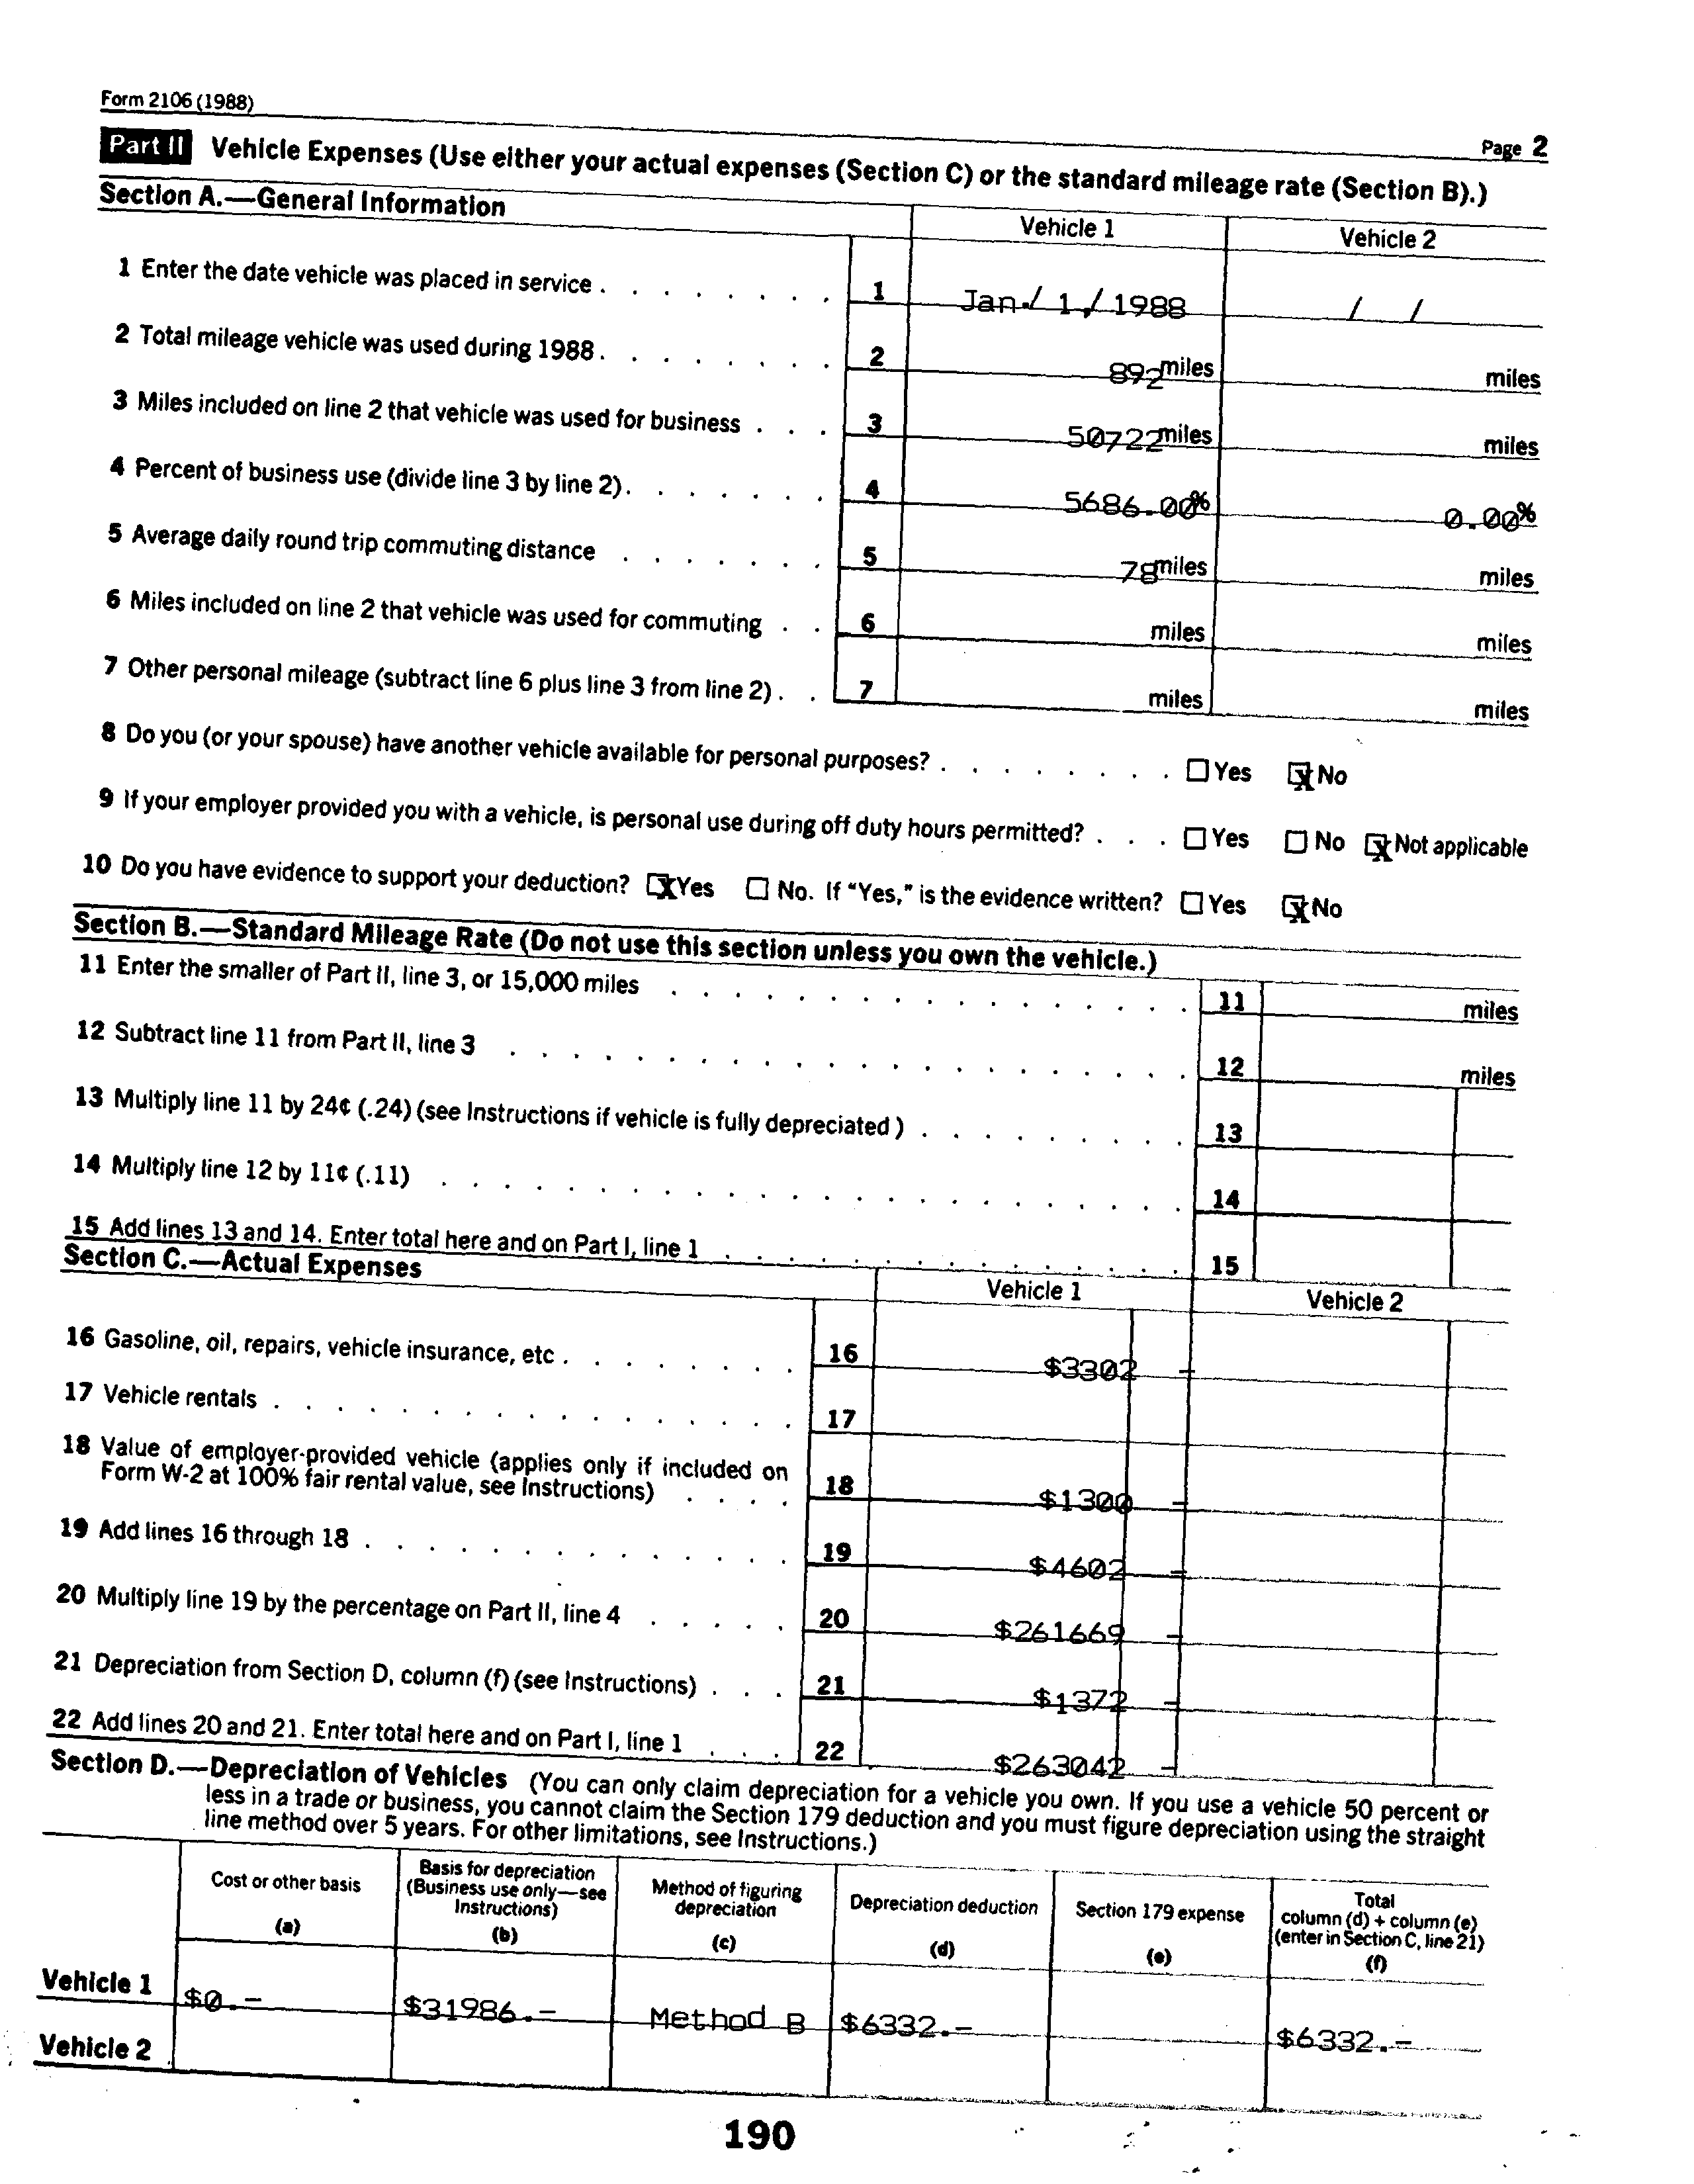 Form 2106 (1988)
Page 2
Part II Vehicle Expenses (Use either your actual expenses (Section C) or the standard mileage rate (Section B).)
Section A.—General Information
Vehicle 1 Vehicle 2
1 Enter the date vehicle was placed in service . . . . . . . . 1 Jan./ 1,/ 1988 / /
2 Total mileage vehicle was used during 1988 . . . . . . . . 2 892 miles miles
3 Miles included on line 2 that vehicle was used for business . . . 3 50722 miles miles
4 Percent of business use (divide line 3 by line 2) . . . . . . . 4 5686.00% 0.00%
5 Average daily round trip commuting distance . . . . . . . 5 78 miles miles
6 Miles included on line 2 that vehicle was used for commuting . . 6 miles miles
7 Other personal mileage (subtract line 6 plus line 3 from line 2) . . 7 miles miles
8 Do you (or your spouse) have another vehicle available for personal purposes? . . . . . . . . ☐ Yes ☒ No
9 If your employer provided you with a vehicle, is personal use during off duty hours permitted? . . . ☐ Yes ☐ No ☒ Not applicable
10 Do you have evidence to support your deduction? ☒ Yes ☐ No. If “Yes,” is the evidence written? ☐ Yes ☒ No
Section B.—Standard Mileage Rate (Do not use this section unless you own the vehicle.)
11 Enter the smaller of Part II, line 3, or 15,000 miles . . . . . . . . . . . . . . . . . 11 miles
12 Subtract line 11 from Part II, line 3 . . . . . . . . . . . . . . . . . . . . . . 12 miles
13 Multiply line 11 by 24¢ (.24) (see Instructions if vehicle is fully depreciated ) . . . . . . . . . 13
14 Multiply line 12 by 11¢ (.11) . . . . . . . . . . . . . . . . . . . . . . . . 14
15 Add lines 13 and 14. Enter total here and on Part I, line 1 . . . . . . . . . . . . . . . 15
Section C.—Actual Expenses
Vehicle 1 Vehicle 2
16 Gasoline, oil, repairs, vehicle insurance, etc . . . . . . . . 16 $3302 –
17 Vehicle rentals . . . . . . . . . . . . . . . . . 17
18 Value of employer-provided vehicle (applies only if included on
Form W-2 at 100% fair rental value, see Instructions) . . . . 18 $1300 –
19 Add lines 16 through 18 . . . . . . . . . . . . . . 19 $4602 –
20 Multiply line 19 by the percentage on Part II, line 4 . . . . . 20 $261669 –
21 Depreciation from Section D, column (f) (see Instructions) . . . 21 $1372 –
22 Add lines 20 and 21. Enter total here and on Part I, line 1 . . . 22 $263042 –
Section D.—Depreciation of Vehicles (You can only claim depreciation for a vehicle you own. If you use a vehicle 50 percent or
less in a trade or business, you cannot claim the Section 179 deduction and you must figure depreciation using the straight
line method over 5 years. For other limitations, see Instructions.)
Cost or other basis
(a)
Basis for depreciation
(Business use only—see
Instructions)
(b)
Method of figuring
depreciation
(c)
Depreciation deduction
(d)
Section 179 expense
(e)
Total
column (d) + column (e)
(enter in Section C, line 21)
(f)
Vehicle 1 $0.– $31986.– Method B $6332.– $6332.–
Vehicle 2
190